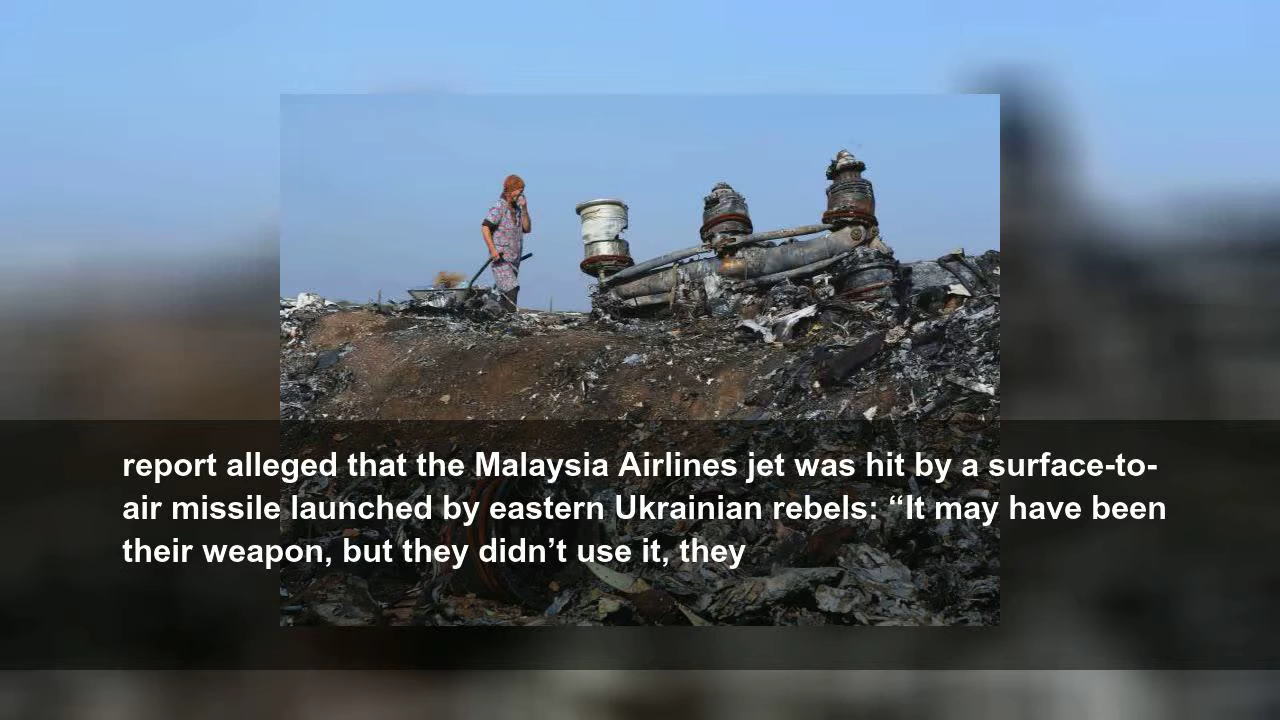 report alleged that the Malaysia Airlines jet was hit by a surface-to-
air missile launched by eastern Ukrainian rebels: “It may have been
their weapon, but they didn’t use it, they